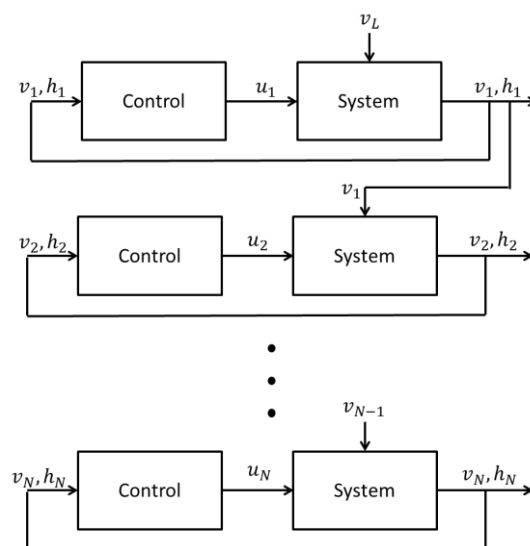 v_L
v_1, h_1 Control u_1 System v_1, h_1
v_1
v_2, h_2 Control u_2 System v_2, h_2
v_{N-1}
v_N, h_N Control u_N System v_N, h_N